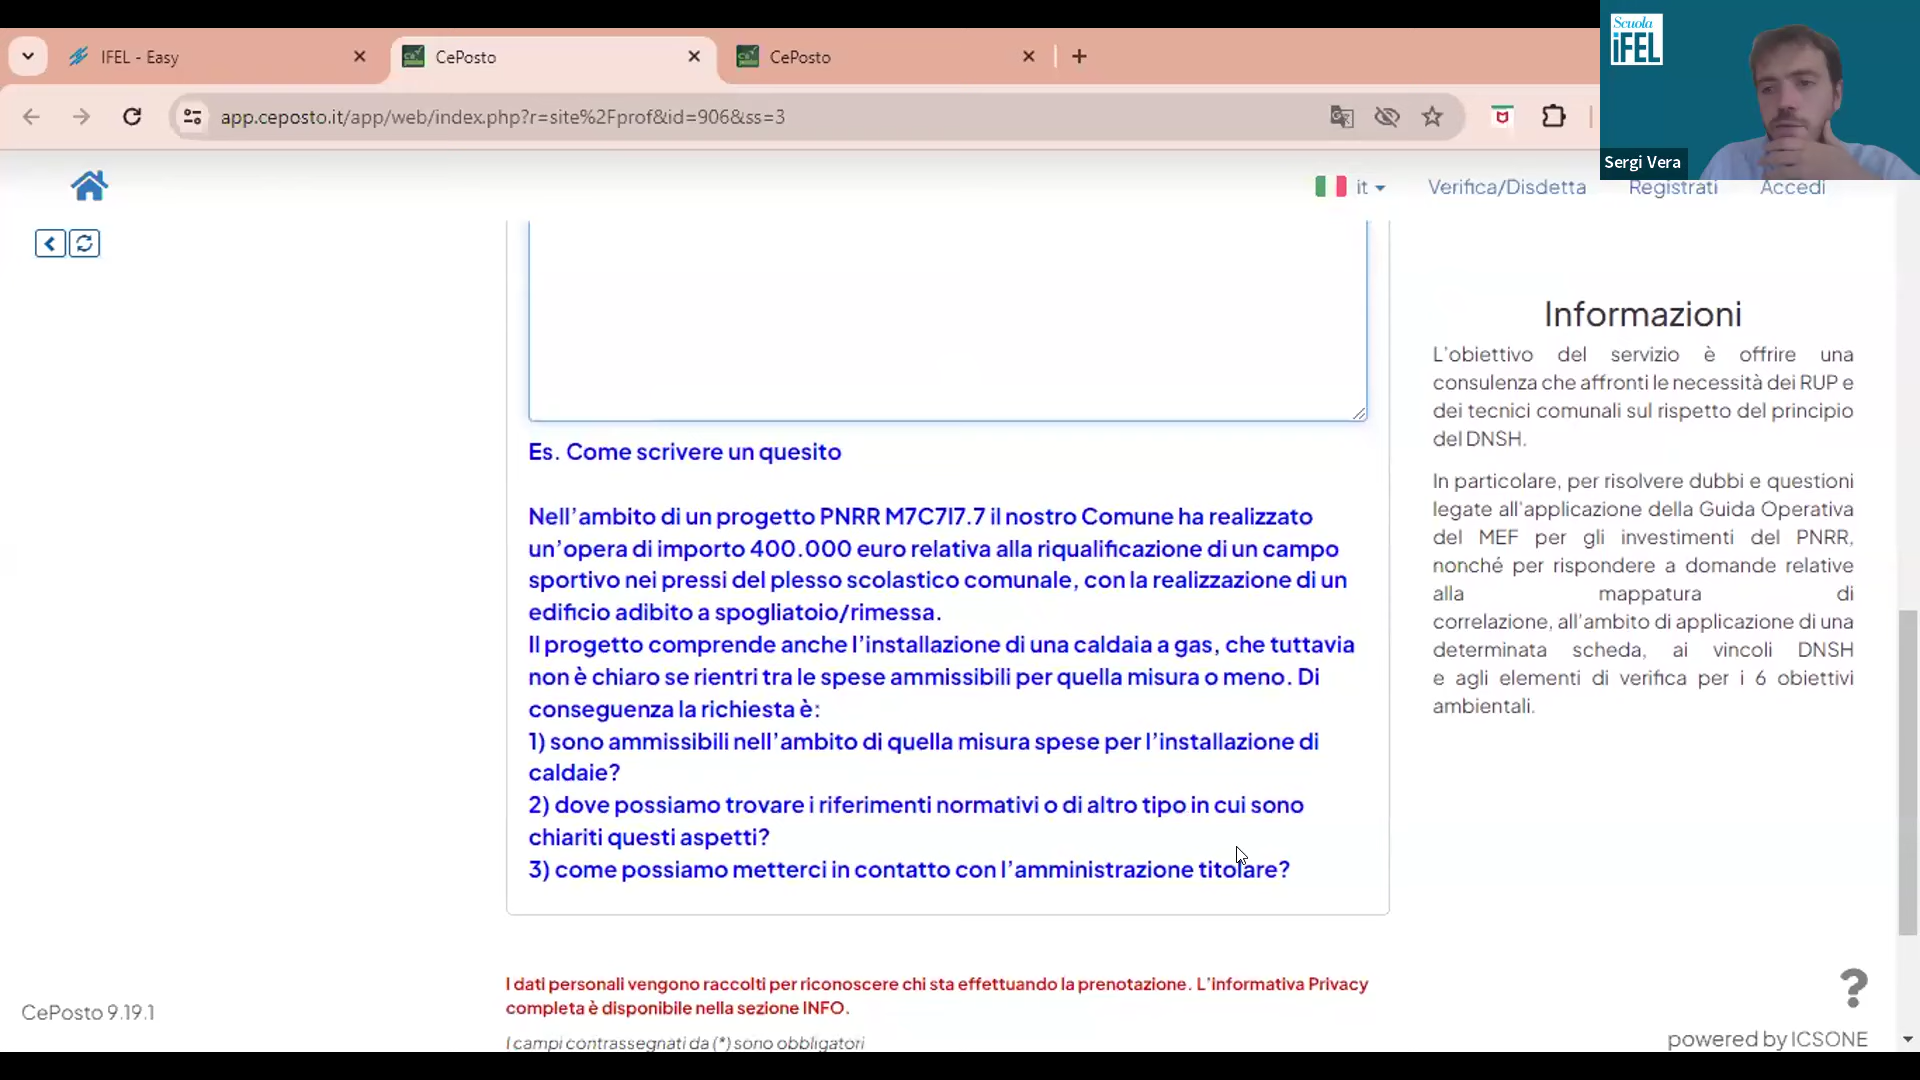 IFEL - Easy
CePosto
CePosto
Scuola
iFEL
app.ceposto.it/app/web/index.php?r=site%2Fprof&id=906&ss=3
Sergi Vera
it
Verifica/Disdetta
Registrati
Accedi
Es. Come scrivere un quesito
Nell'ambito di un progetto PNRR M7C7I7.7 il nostro Comune ha realizzato
un'opera di importo 400.000 euro relativa alla riqualificazione di un campo
sportivo nei pressi del plesso scolastico comunale, con la realizzazione di un
edificio adibito a spogliatoio/rimessa.
Il progetto comprende anche l'installazione di una caldaia a gas, che tuttavia
non è chiaro se rientri tra le spese ammissibili per quella misura o meno. Di
conseguenza la richiesta è:
1) sono ammissibili nell'ambito di quella misura spese per l'installazione di
caldaie?
2) dove possiamo trovare i riferimenti normativi o di altro tipo in cui sono
chiariti questi aspetti?
3) come possiamo metterci in contatto con l'amministrazione titolare?
Informazioni
L'obiettivo del servizio è offrire una
consulenza che affronti le necessità dei RUP e
dei tecnici comunali sul rispetto del principio
del DNSH.
In particolare, per risolvere dubbi e questioni
legate all'applicazione della Guida Operativa
del MEF per gli investimenti del PNRR,
nonché per rispondere a domande relative
alla mappatura di
correlazione, all'ambito di applicazione di una
determinata scheda, ai vincoli DNSH
e agli elementi di verifica per i 6 obiettivi
ambientali.
I dati personali vengono raccolti per riconoscere chi sta effettuando la prenotazione. L'informativa Privacy
completa è disponibile nella sezione INFO.
I campi contrassegnati da (*) sono obbligatori
CePosto 9.19.1
?
powered by ICSONE